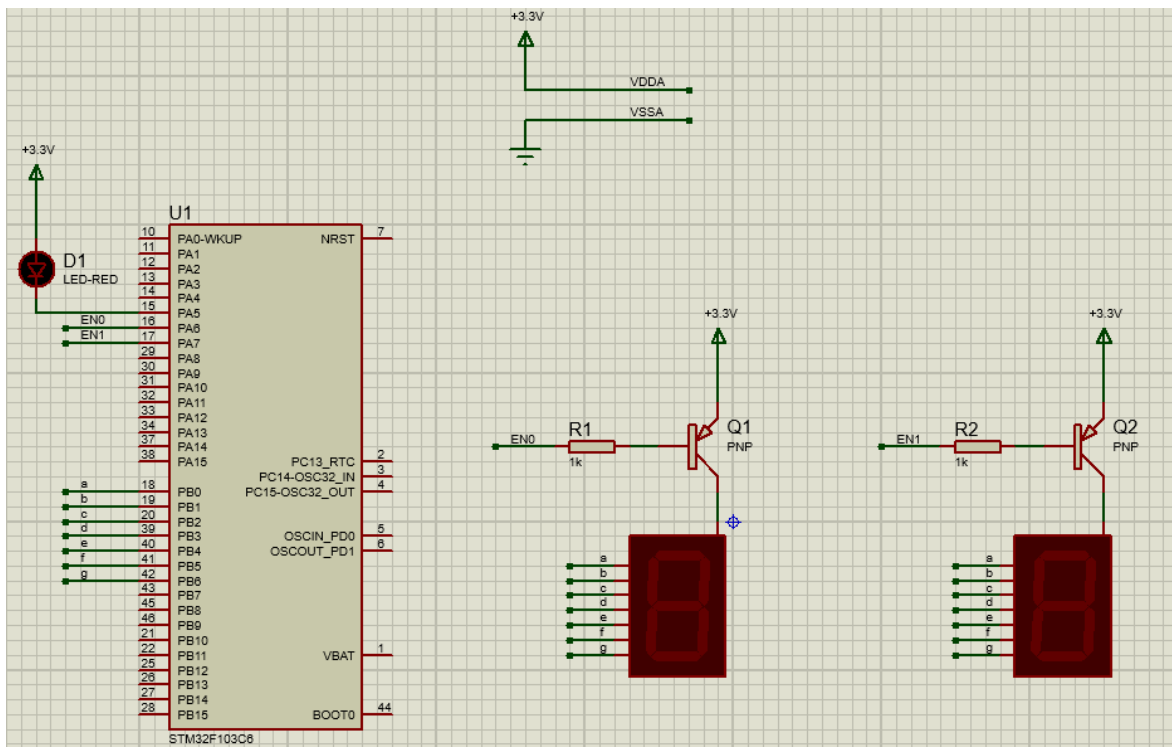 +3.3V
VDDA
VSSA
+3.3V
U1
10 PA0-WKUP NRST 7
11 PA1
12 PA2
13 PA3
14 PA4
15 PA5
16 PA6
17 PA7
29 PA8
30 PA9
31 PA10
32 PA11
33 PA12
34 PA13
37 PA14
38 PA15
PC13_RTC 2
PC14-OSC32_IN 3
PC15-OSC32_OUT 4
18 PB0
19 PB1
20 PB2
39 PB3
40 PB4
41 PB5
42 PB6
43 PB7
45 PB8
46 PB9
21 PB10
22 PB11
25 PB12
26 PB13
27 PB14
28 PB15
OSCIN_PD0 5
OSCOUT_PD1 6
VBAT 1
BOOT0 44
STM32F103C6
D1
LED-RED
EN0
EN1
a
b
c
d
e
f
g
+3.3V
EN0
R1
1k
Q1
PNP
a
b
c
d
e
f
g
+3.3V
EN1
R2
1k
Q2
PNP
a
b
c
d
e
f
g